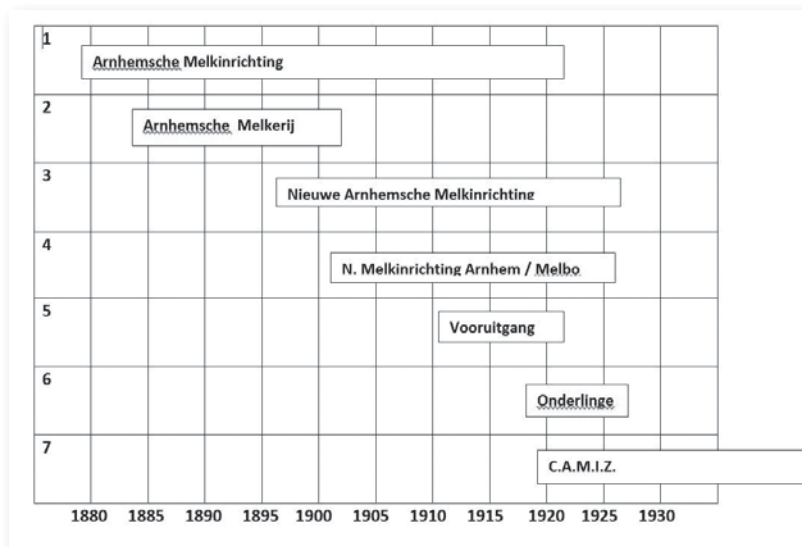 1
Arnhemsche Melkinrichting
2
Arnhemsche Melkerij
3
Nieuwe Arnhemsche Melkinrichting
4
N. Melkinrichting Arnhem / Melbo
5
Vooruitgang
6
Onderlinge
7
C.A.M.I.Z.
1880 1885 1890 1895 1900 1905 1910 1915 1920 1925 1930